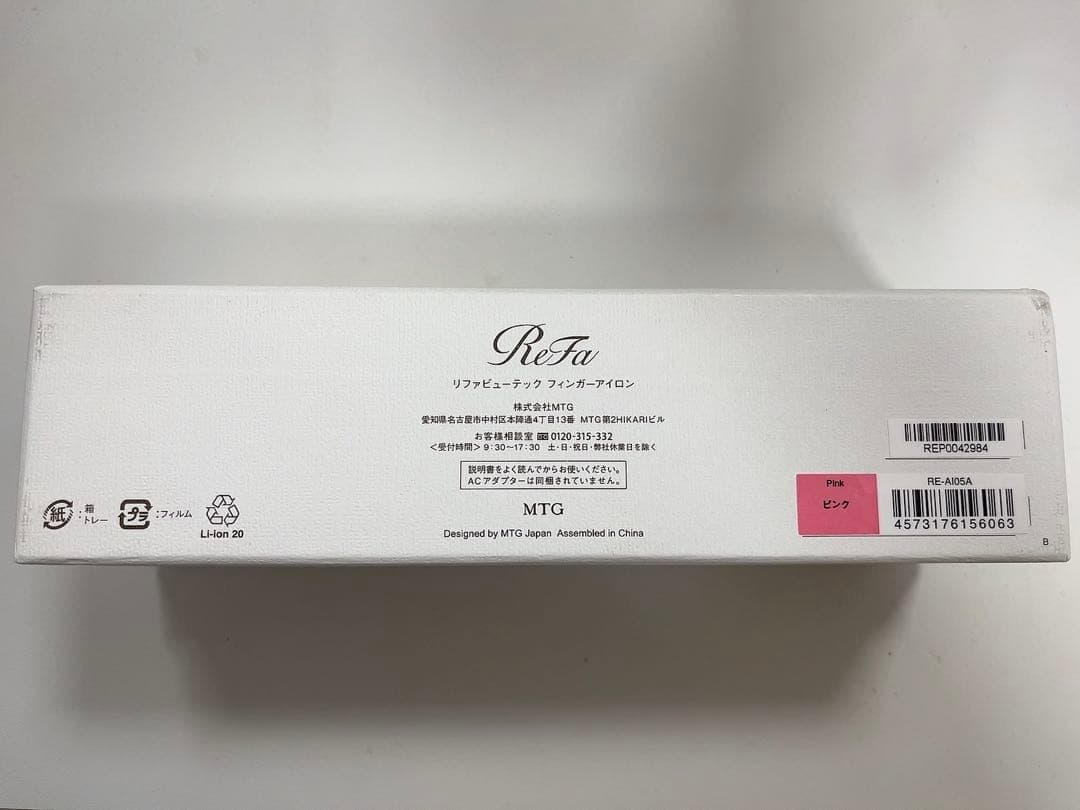 ReFa
リファビューテック フィンガーアイロン
株式会社MTG
愛知県名古屋市中村区本陣通4丁目13番 MTG第2HIKARIビル
お客様相談室 0120-315-332
<受付時間> 9:30〜17:30 土・日・祝日・弊社休業日を除く
説明書をよく読んでからお使いください。
ACアダプターは同梱されていません。
MTG
Designed by MTG Japan Assembled in China
紙 :箱
トレー
プラ :フィルム
Li-ion 20
REP0042984
Pink
ピンク
RE-AI05A
4573176156063
B